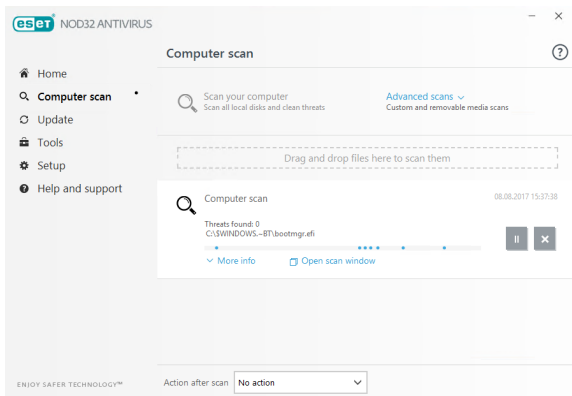 eset NOD32 ANTIVIRUS
Computer scan
Home
Computer scan
Update
Tools
Setup
Help and support
Scan your computer
Scan all local disks and clean threats
Advanced scans
Custom and removable media scans
Drag and drop files here to scan them
Computer scan
08.08.2017 15:37:38
Threats found: 0
C:\$WINDOWS.~BT\bootmgr.efi
More info
Open scan window
ENJOY SAFER TECHNOLOGY™
Action after scan No action